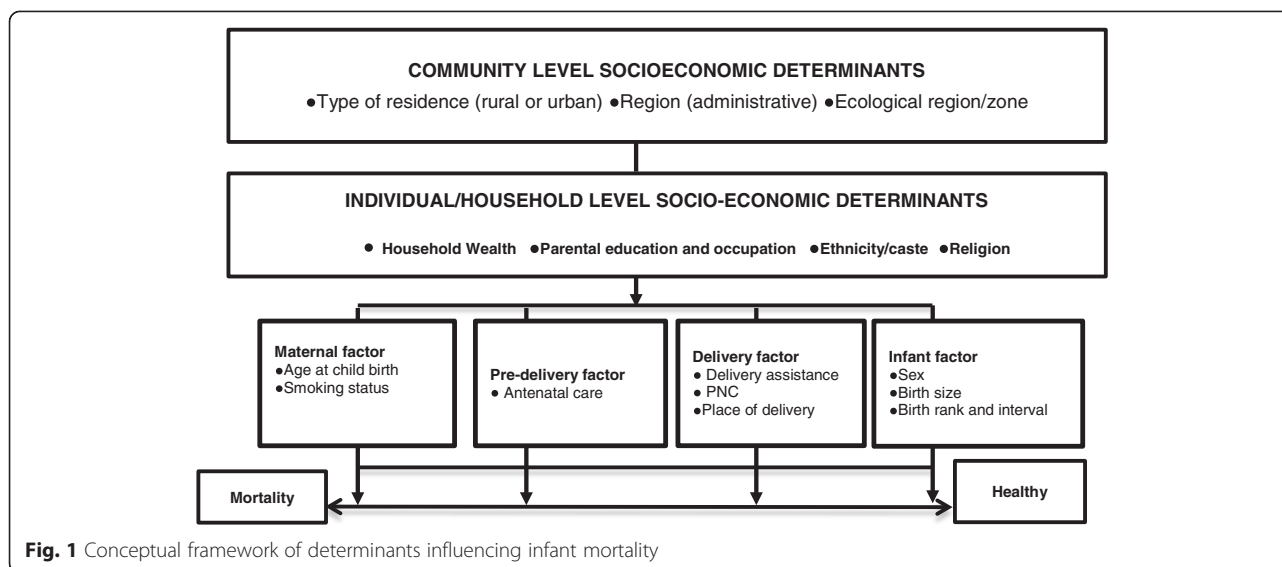 COMMUNITY LEVEL SOCIOECONOMIC DETERMINANTS
●Type of residence (rural or urban) ●Region (administrative) ●Ecological region/zone
INDIVIDUAL/HOUSEHOLD LEVEL SOCIO-ECONOMIC DETERMINANTS
● Household Wealth ●Parental education and occupation ●Ethnicity/caste ●Religion
Maternal factor
●Age at child birth
●Smoking status
Pre-delivery factor
● Antenatal care
Delivery factor
● Delivery assistance
● PNC
●Place of delivery
Infant factor
●Sex
●Birth size
●Birth rank and interval
Mortality
Healthy
Fig. 1 Conceptual framework of determinants influencing infant mortality